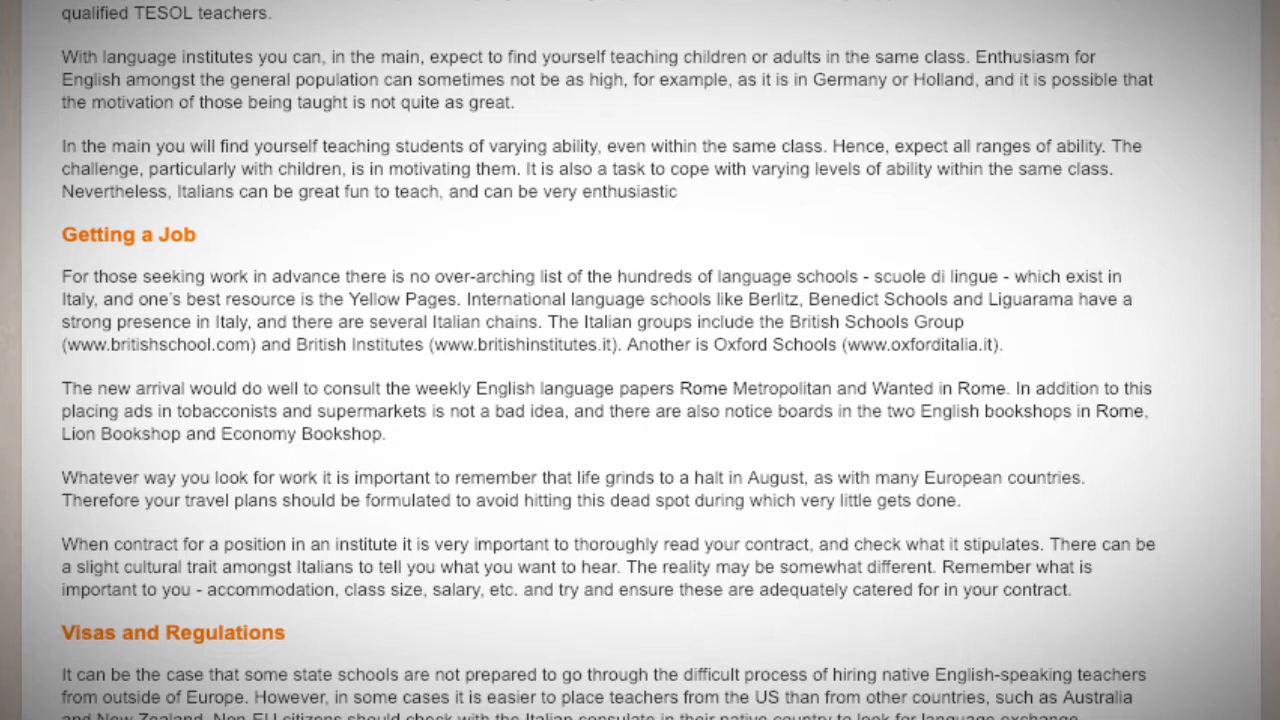 qualified TESOL teachers.
With language institutes you can, in the main, expect to find yourself teaching children or adults in the same class. Enthusiasm for
English amongst the general population can sometimes not be as high, for example, as it is in Germany or Holland, and it is possible that
the motivation of those being taught is not quite as great.
In the main you will find yourself teaching students of varying ability, even within the same class. Hence, expect all ranges of ability. The
challenge, particularly with children, is in motivating them. It is also a task to cope with varying levels of ability within the same class.
Nevertheless, Italians can be great fun to teach, and can be very enthusiastic
Getting a Job
For those seeking work in advance there is no over-arching list of the hundreds of language schools - scuole di lingue - which exist in
Italy, and one's best resource is the Yellow Pages. International language schools like Berlitz, Benedict Schools and Liguarama have a
strong presence in Italy, and there are several Italian chains. The Italian groups include the British Schools Group
(www.britishschool.com) and British Institutes (www.britishinstitutes.it). Another is Oxford Schools (www.oxforditalia.it).
The new arrival would do well to consult the weekly English language papers Rome Metropolitan and Wanted in Rome. In addition to this
placing ads in tobacconists and supermarkets is not a bad idea, and there are also notice boards in the two English bookshops in Rome,
Lion Bookshop and Economy Bookshop.
Whatever way you look for work it is important to remember that life grinds to a halt in August, as with many European countries.
Therefore your travel plans should be formulated to avoid hitting this dead spot during which very little gets done.
When contract for a position in an institute it is very important to thoroughly read your contract, and check what it stipulates. There can be
a slight cultural trait amongst Italians to tell you what you want to hear. The reality may be somewhat different. Remember what is
important to you - accommodation, class size, salary, etc. and try and ensure these are adequately catered for in your contract.
Visas and Regulations
It can be the case that some state schools are not prepared to go through the difficult process of hiring native English-speaking teachers
from outside of Europe. However, in some cases it is easier to place teachers from the US than from other countries, such as Australia
and New Zealand. Non-EU citizens should check with the Italian consulate in their native country to look for language exchange